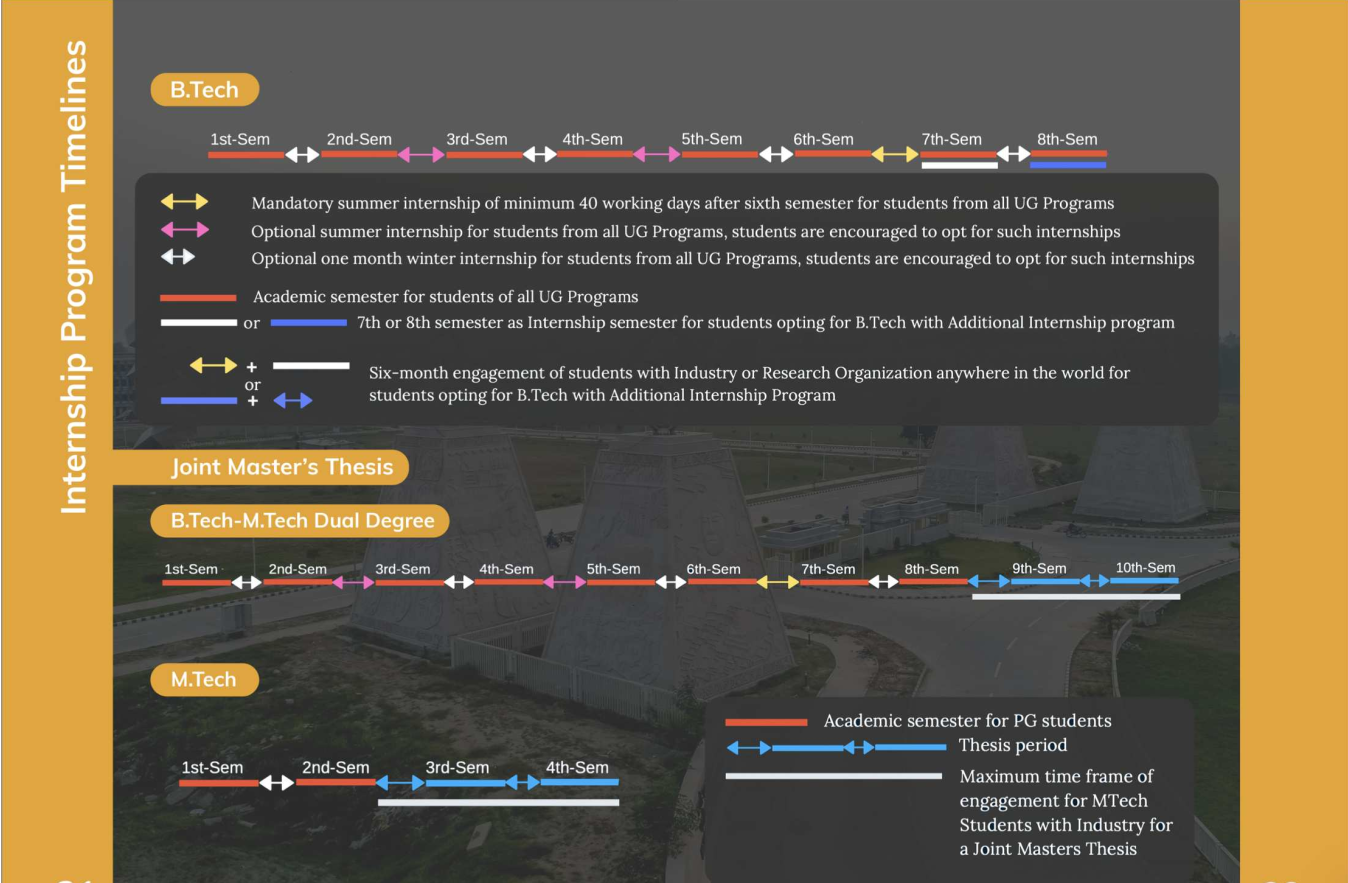 Internship Program Timelines
B.Tech
1st-Sem 2nd-Sem 3rd-Sem 4th-Sem 5th-Sem 6th-Sem 7th-Sem 8th-Sem
Mandatory summer internship of minimum 40 working days after sixth semester for students from all UG Programs
Optional summer internship for students from all UG Programs, students are encouraged to opt for such internships
Optional one month winter internship for students from all UG Programs, students are encouraged to opt for such internships
Academic semester for students of all UG Programs
or 7th or 8th semester as Internship semester for students opting for B.Tech with Additional Internship program
+
or
+
Six-month engagement of students with Industry or Research Organization anywhere in the world for
students opting for B.Tech with Additional Internship Program
Joint Master's Thesis
B.Tech-M.Tech Dual Degree
1st-Sem 2nd-Sem 3rd-Sem 4th-Sem 5th-Sem 6th-Sem 7th-Sem 8th-Sem 9th-Sem 10th-Sem
M.Tech
1st-Sem 2nd-Sem 3rd-Sem 4th-Sem
Academic semester for PG students
Thesis period
Maximum time frame of
engagement for MTech
Students with Industry for
a Joint Masters Thesis